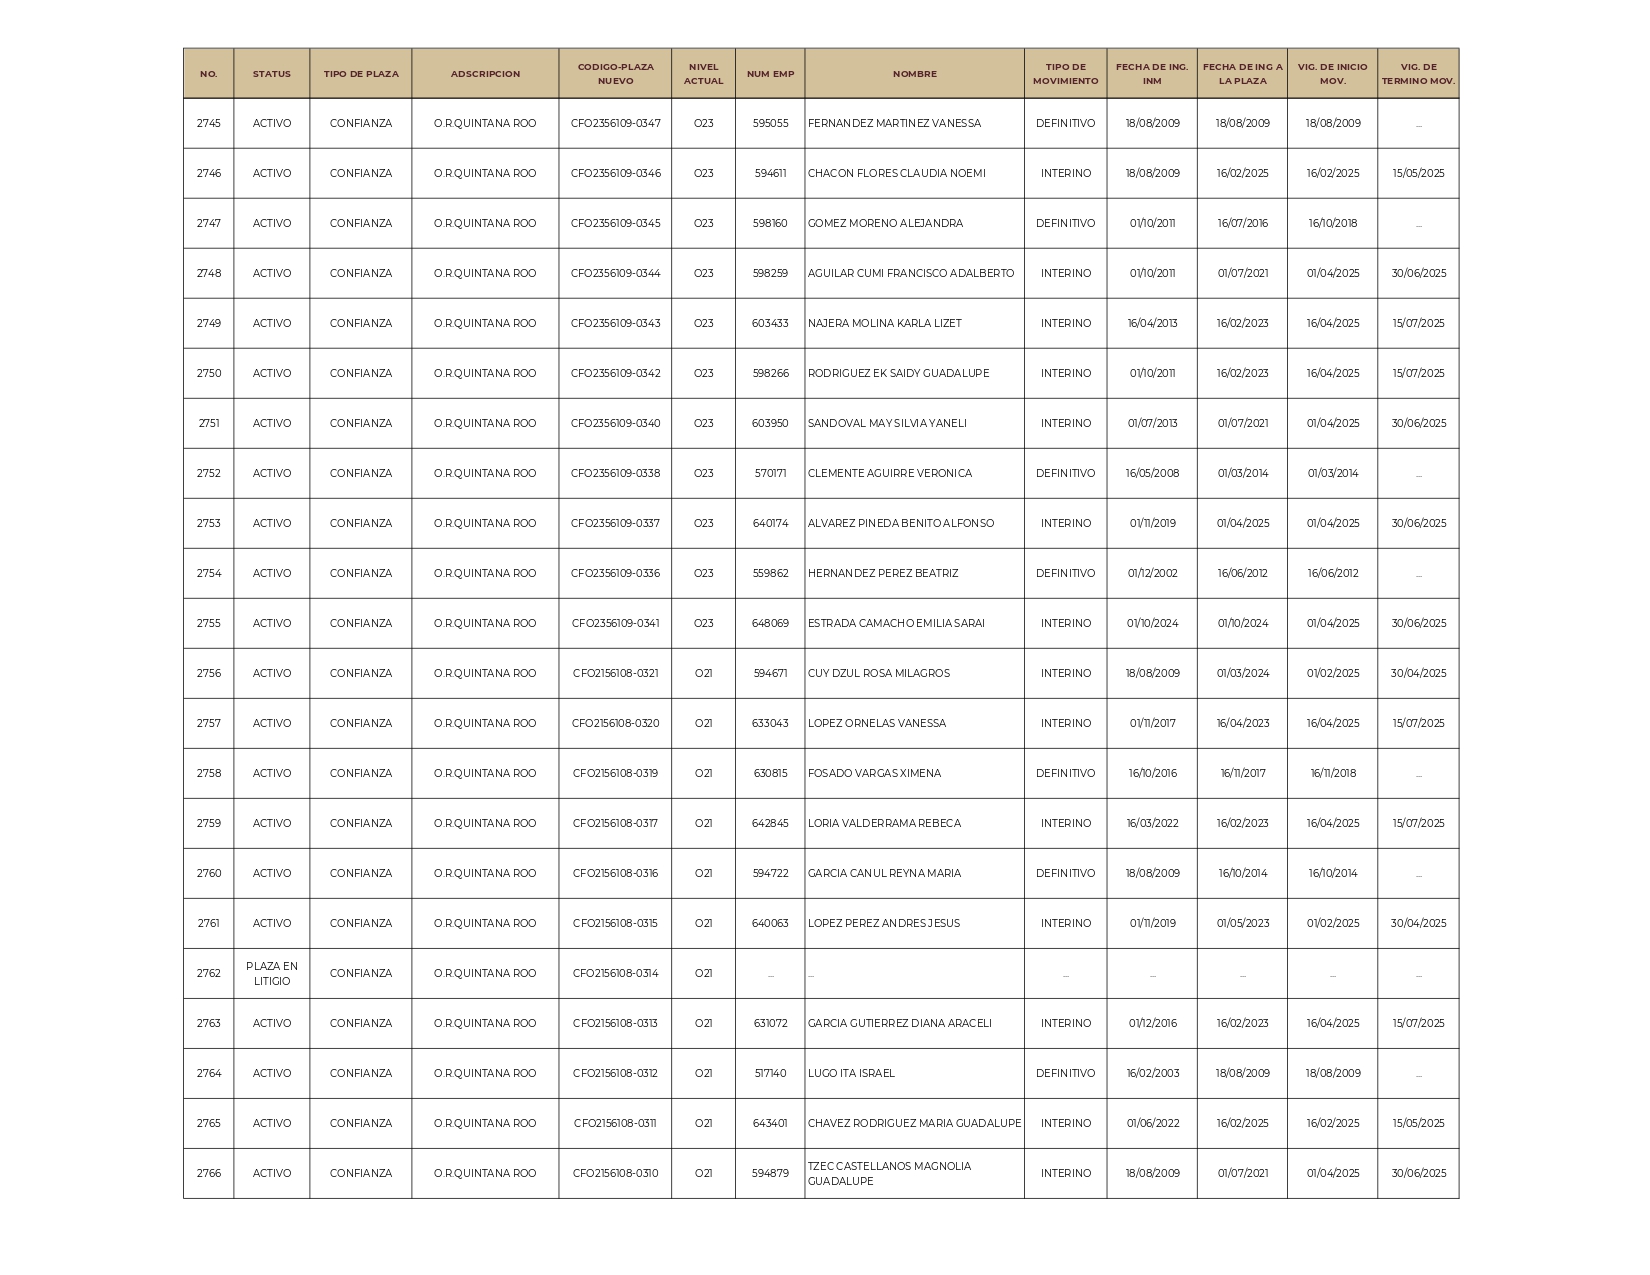 NO. STATUS TIPO DE PLAZA ADSCRIPCION CODIGO-PLAZA NUEVO NIVEL ACTUAL NUM EMP NOMBRE TIPO DE MOVIMIENTO FECHA DE ING. INM FECHA DE ING A LA PLAZA VIG. DE INICIO MOV. VIG. DE TERMINO MOV.
2745 ACTIVO CONFIANZA O.R.QUINTANA ROO CFO2356109-0347 O23 595055 FERNANDEZ MARTINEZ VANESSA DEFINITIVO 18/08/2009 18/08/2009 18/08/2009 ...
2746 ACTIVO CONFIANZA O.R.QUINTANA ROO CFO2356109-0346 O23 594611 CHACON FLORES CLAUDIA NOEMI INTERINO 18/08/2009 16/02/2025 16/02/2025 15/05/2025
2747 ACTIVO CONFIANZA O.R.QUINTANA ROO CFO2356109-0345 O23 598160 GOMEZ MORENO ALEJANDRA DEFINITIVO 01/10/2011 16/07/2016 16/10/2018 ...
2748 ACTIVO CONFIANZA O.R.QUINTANA ROO CFO2356109-0344 O23 598259 AGUILAR CUMI FRANCISCO ADALBERTO INTERINO 01/10/2011 01/07/2021 01/04/2025 30/06/2025
2749 ACTIVO CONFIANZA O.R.QUINTANA ROO CFO2356109-0343 O23 603433 NAJERA MOLINA KARLA LIZET INTERINO 16/04/2013 16/02/2023 16/04/2025 15/07/2025
2750 ACTIVO CONFIANZA O.R.QUINTANA ROO CFO2356109-0342 O23 598266 RODRIGUEZ EK SAIDY GUADALUPE INTERINO 01/10/2011 16/02/2023 16/04/2025 15/07/2025
2751 ACTIVO CONFIANZA O.R.QUINTANA ROO CFO2356109-0340 O23 603950 SANDOVAL MAY SILVIA YANELI INTERINO 01/07/2013 01/07/2021 01/04/2025 30/06/2025
2752 ACTIVO CONFIANZA O.R.QUINTANA ROO CFO2356109-0338 O23 570171 CLEMENTE AGUIRRE VERONICA DEFINITIVO 16/05/2008 01/03/2014 01/03/2014 ...
2753 ACTIVO CONFIANZA O.R.QUINTANA ROO CFO2356109-0337 O23 640174 ALVAREZ PINEDA BENITO ALFONSO INTERINO 01/11/2019 01/04/2025 01/04/2025 30/06/2025
2754 ACTIVO CONFIANZA O.R.QUINTANA ROO CFO2356109-0336 O23 559862 HERNANDEZ PEREZ BEATRIZ DEFINITIVO 01/12/2002 16/06/2012 16/06/2012 ...
2755 ACTIVO CONFIANZA O.R.QUINTANA ROO CFO2356109-0341 O23 648069 ESTRADA CAMACHO EMILIA SARAI INTERINO 01/10/2024 01/10/2024 01/04/2025 30/06/2025
2756 ACTIVO CONFIANZA O.R.QUINTANA ROO CFO2156108-0321 O21 594671 CUY DZUL ROSA MILAGROS INTERINO 18/08/2009 01/03/2024 01/02/2025 30/04/2025
2757 ACTIVO CONFIANZA O.R.QUINTANA ROO CFO2156108-0320 O21 633043 LOPEZ ORNELAS VANESSA INTERINO 01/11/2017 16/04/2023 16/04/2025 15/07/2025
2758 ACTIVO CONFIANZA O.R.QUINTANA ROO CFO2156108-0319 O21 630815 FOSADO VARGAS XIMENA DEFINITIVO 16/10/2016 16/11/2017 16/11/2018 ...
2759 ACTIVO CONFIANZA O.R.QUINTANA ROO CFO2156108-0317 O21 642845 LORIA VALDERRAMA REBECA INTERINO 16/03/2022 16/02/2023 16/04/2025 15/07/2025
2760 ACTIVO CONFIANZA O.R.QUINTANA ROO CFO2156108-0316 O21 594722 GARCIA CANUL REYNA MARIA DEFINITIVO 18/08/2009 16/10/2014 16/10/2014 ...
2761 ACTIVO CONFIANZA O.R.QUINTANA ROO CFO2156108-0315 O21 640063 LOPEZ PEREZ ANDRES JESUS INTERINO 01/11/2019 01/05/2023 01/02/2025 30/04/2025
2762 PLAZA EN LITIGIO CONFIANZA O.R.QUINTANA ROO CFO2156108-0314 O21 ... ... ... ... ... ... ...
2763 ACTIVO CONFIANZA O.R.QUINTANA ROO CFO2156108-0313 O21 631072 GARCIA GUTIERREZ DIANA ARACELI INTERINO 01/12/2016 16/02/2023 16/04/2025 15/07/2025
2764 ACTIVO CONFIANZA O.R.QUINTANA ROO CFO2156108-0312 O21 517140 LUGO ITA ISRAEL DEFINITIVO 16/02/2003 18/08/2009 18/08/2009 ...
2765 ACTIVO CONFIANZA O.R.QUINTANA ROO CFO2156108-0311 O21 643401 CHAVEZ RODRIGUEZ MARIA GUADALUPE INTERINO 01/06/2022 16/02/2025 16/02/2025 15/05/2025
2766 ACTIVO CONFIANZA O.R.QUINTANA ROO CFO2156108-0310 O21 594879 TZEC CASTELLANOS MAGNOLIA GUADALUPE INTERINO 18/08/2009 01/07/2021 01/04/2025 30/06/2025